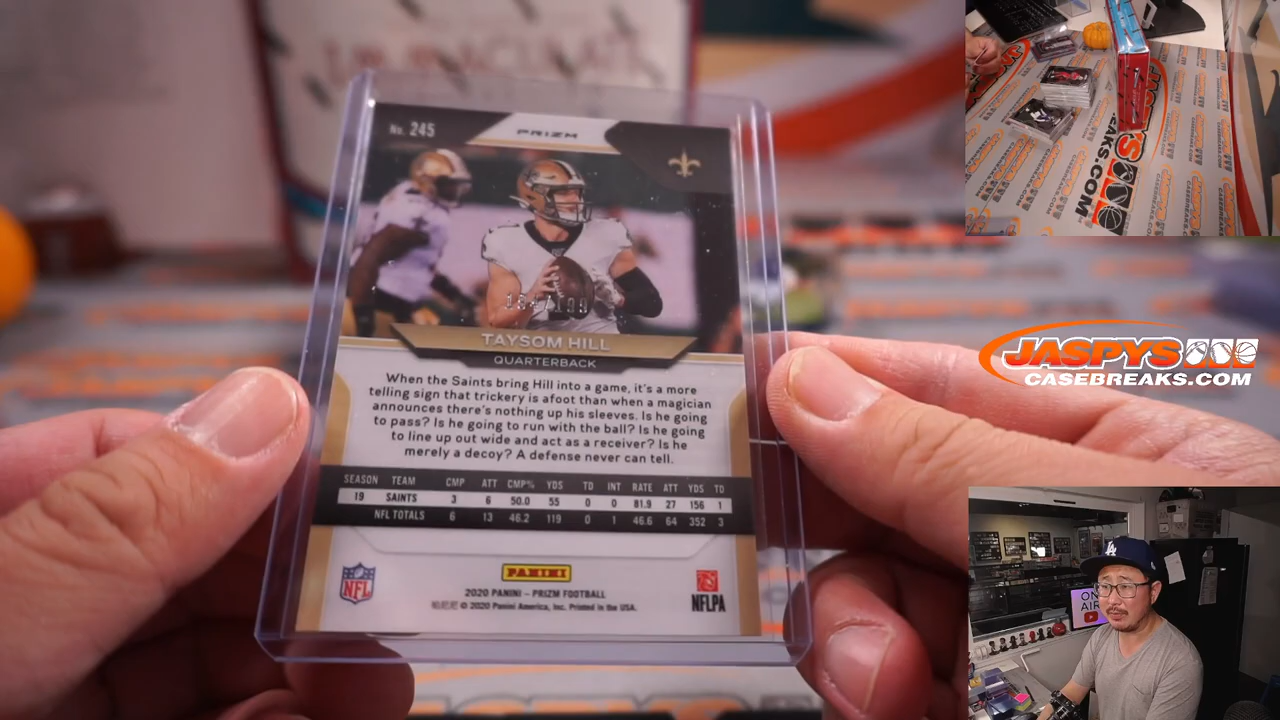 No. 245
PRIZM
TAYSOM HILL
QUARTERBACK
When the Saints bring Hill into a game, it's a more
telling sign that trickery is afoot than when a magician
announces there's nothing up his sleeves. Is he going
to pass? Is he going to run with the ball? Is he going
to line up out wide and act as a receiver? Is he
merely a decoy? A defense never can tell.
SEASON TEAM CMP ATT CMP% YDS TD INT RATE ATT YDS TD
19 SAINTS 3 6 50.0 55 0 0 81.9 27 156 1
NFL TOTALS 6 13 46.2 119 0 1 46.6 64 352 3
NFL
PANINI
2020 PANINI – PRIZM FOOTBALL
© 2020 Panini America, Inc. Printed in the USA.
NFLPA
JASPYS
CASEBREAKS.COM
ON
AIR